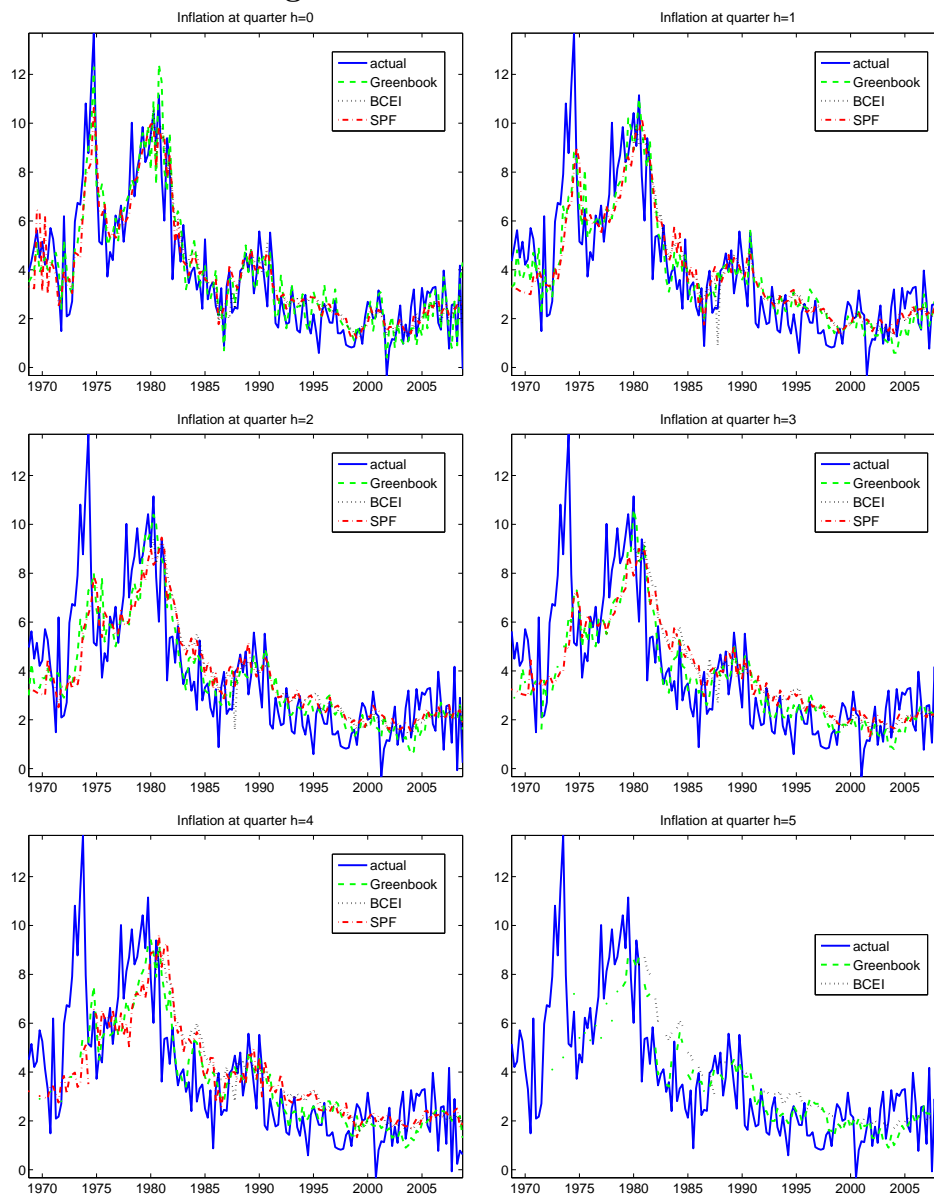 Inflation at quarter h=0
12
10
8
6
4
2
0
1970 1975 1980 1985 1990 1995 2000 2005
actual
Greenbook
BCEI
SPF
Inflation at quarter h=1
12
10
8
6
4
2
0
1970 1975 1980 1985 1990 1995 2000 2005
actual
Greenbook
BCEI
SPF
Inflation at quarter h=2
12
10
8
6
4
2
0
1970 1975 1980 1985 1990 1995 2000 2005
actual
Greenbook
BCEI
SPF
Inflation at quarter h=3
12
10
8
6
4
2
0
1970 1975 1980 1985 1990 1995 2000 2005
actual
Greenbook
BCEI
SPF
Inflation at quarter h=4
12
10
8
6
4
2
0
1970 1975 1980 1985 1990 1995 2000 2005
actual
Greenbook
BCEI
SPF
Inflation at quarter h=5
12
10
8
6
4
2
0
1970 1975 1980 1985 1990 1995 2000 2005
actual
Greenbook
BCEI